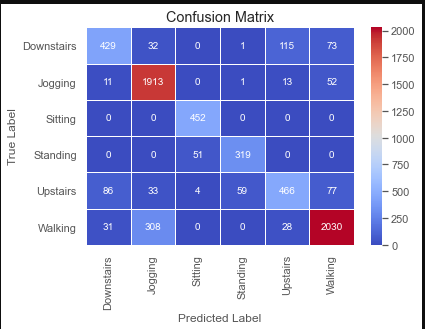 Confusion Matrix
Downstairs 429 32 0 1 115 73
Jogging 11 1913 0 1 13 52
Sitting 0 0 452 0 0 0
Standing 0 0 51 319 0 0
Upstairs 86 33 4 59 466 77
Walking 31 308 0 0 28 2030
True Label
Downstairs
Jogging
Sitting
Standing
Upstairs
Walking
Predicted Label
2000
1750
1500
1250
1000
750
500
250
0